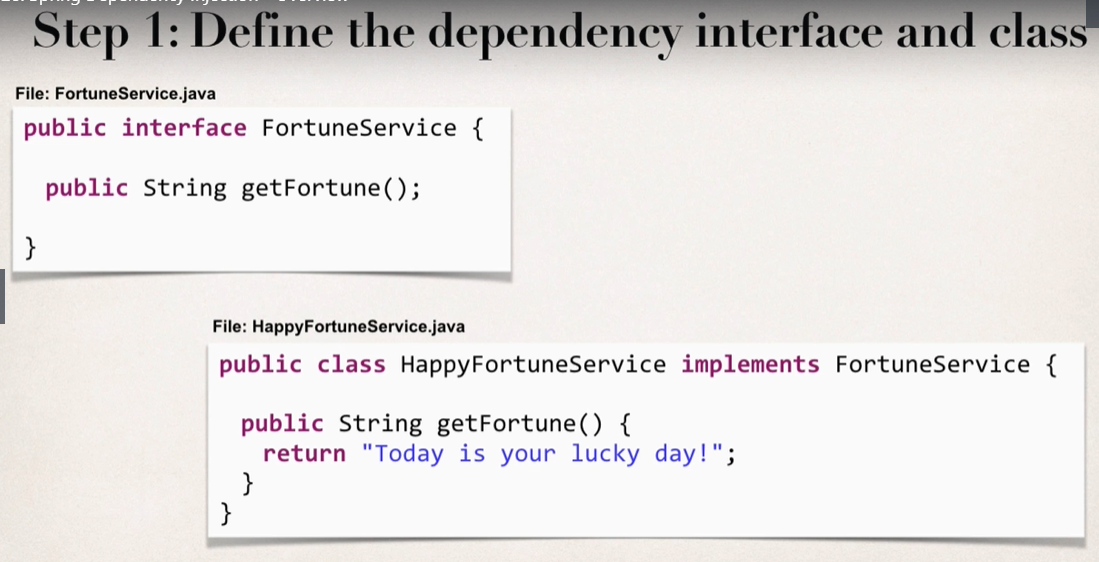 Step 1: Define the dependency interface and class
File: FortuneService.java
public interface FortuneService {
public String getFortune();
}
File: HappyFortuneService.java
public class HappyFortuneService implements FortuneService {
public String getFortune() {
return "Today is your lucky day!";
}
}